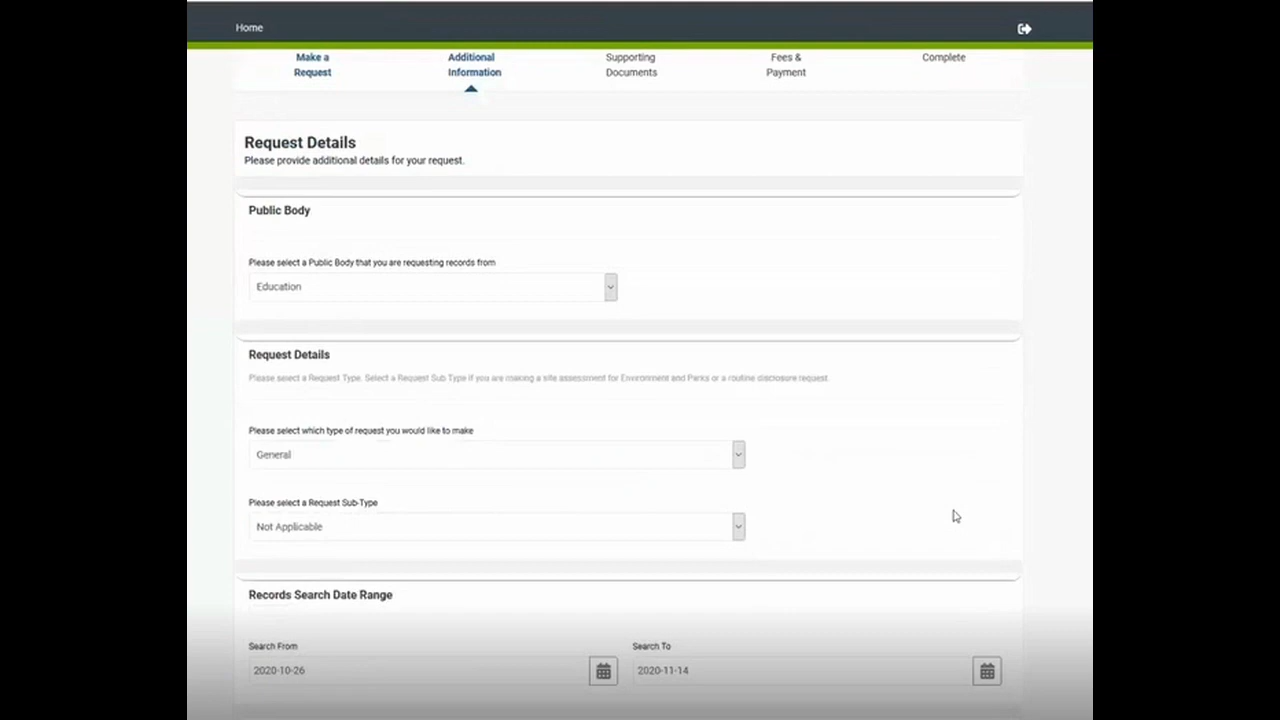 Home
Make a
Request
Additional
Information
Supporting
Documents
Fees &
Payment
Complete
Request Details
Please provide additional details for your request.
Public Body
Please select a Public Body that you are requesting records from
Education
Request Details
Please select a Request Type. Select a Request Sub Type if you are making a site assessment for Environment and Parks or a routine disclosure request
Please select which type of request you would like to make
General
Please select a Request Sub-Type
Not Applicable
Records Search Date Range
Search From
Search To
2020-10-26
2020-11-14